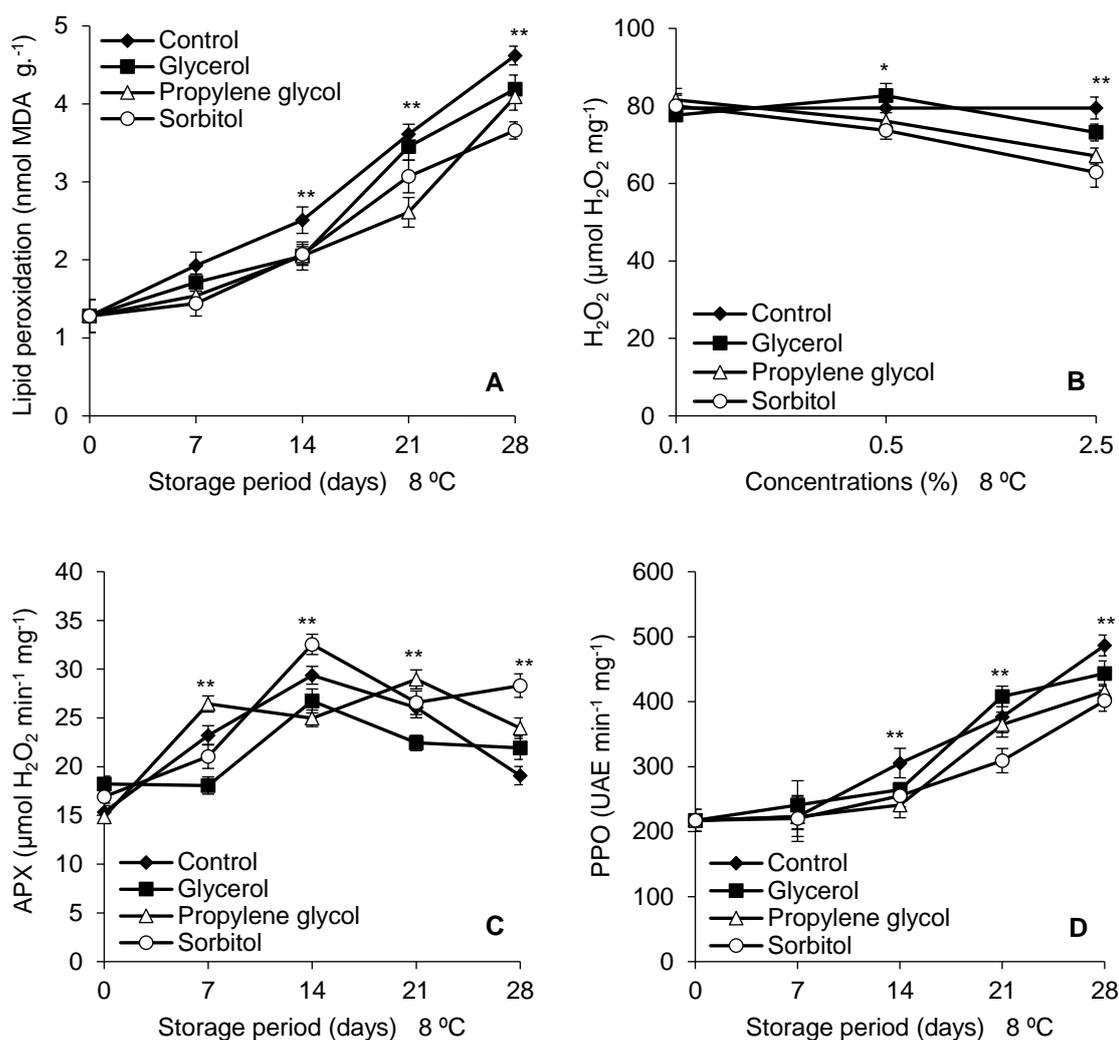 Lipid peroxidation (nmol MDA g.⁻¹)
5
4
3
2
1
0
Control
Glycerol
Propylene glycol
Sorbitol
**
**
**
A
0 7 14 21 28
Storage period (days) 8 ºC
H₂O₂ (µmol H₂O₂ mg⁻¹)
100
80
60
40
20
0
*
**
Control
Glycerol
Propylene glycol
Sorbitol
B
0.1 0.5 2.5
Concentrations (%) 8 ºC
APX (µmol H₂O₂ min⁻¹ mg⁻¹)
40
35
30
25
20
15
10
5
0
**
**
**
**
Control
Glycerol
Propylene glycol
Sorbitol
C
0 7 14 21 28
Storage period (days) 8 ºC
PPO (UAE min⁻¹ mg⁻¹)
600
500
400
300
200
100
0
**
**
**
Control
Glycerol
Propylene glycol
Sorbitol
D
0 7 14 21 28
Storage period (days) 8 ºC